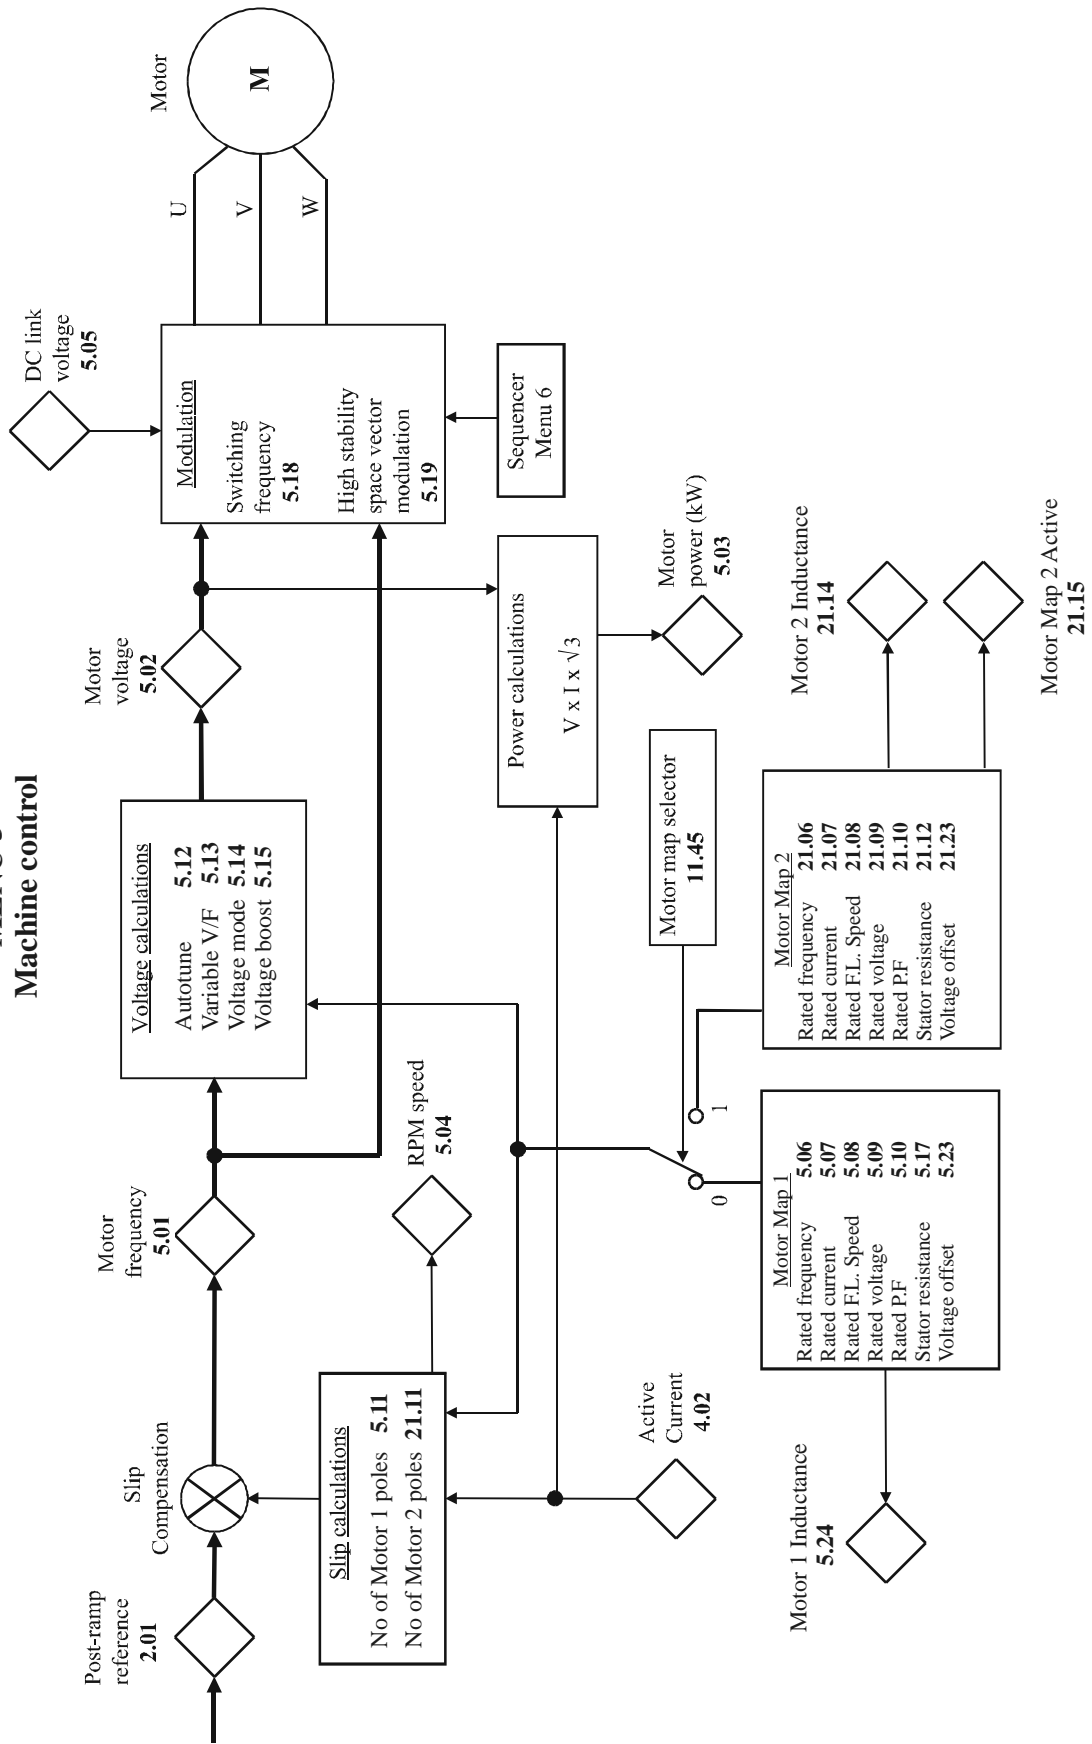 Machine control
Post-ramp
reference
2.01
Slip
Compensation
Motor
frequency
5.01
Voltage calculations
Autotune 5.12
Variable V/F 5.13
Voltage mode 5.14
Voltage boost 5.15
Motor
voltage
5.02
DC link
voltage
5.05
Modulation
Switching
frequency
5.18
High stability
space vector
modulation
5.19
U
V
W
Motor
M
Slip calculations
No of Motor 1 poles 5.11
No of Motor 2 poles 21.11
RPM speed
5.04
Power calculations
V x I x √3
Sequencer
Menu 6
Active
Current
4.02
Motor map selector
11.45
Motor
power (kW)
5.03
0
1
Motor 1 Inductance
5.24
Motor Map 1
Rated frequency 5.06
Rated current 5.07
Rated F.L. Speed 5.08
Rated voltage 5.09
Rated P.F 5.10
Stator resistance 5.17
Voltage offset 5.23
Motor Map 2
Rated frequency 21.06
Rated current 21.07
Rated F.L. Speed 21.08
Rated voltage 21.09
Rated P.F 21.10
Stator resistance 21.12
Voltage offset 21.23
Motor 2 Inductance
21.14
Motor Map 2 Active
21.15